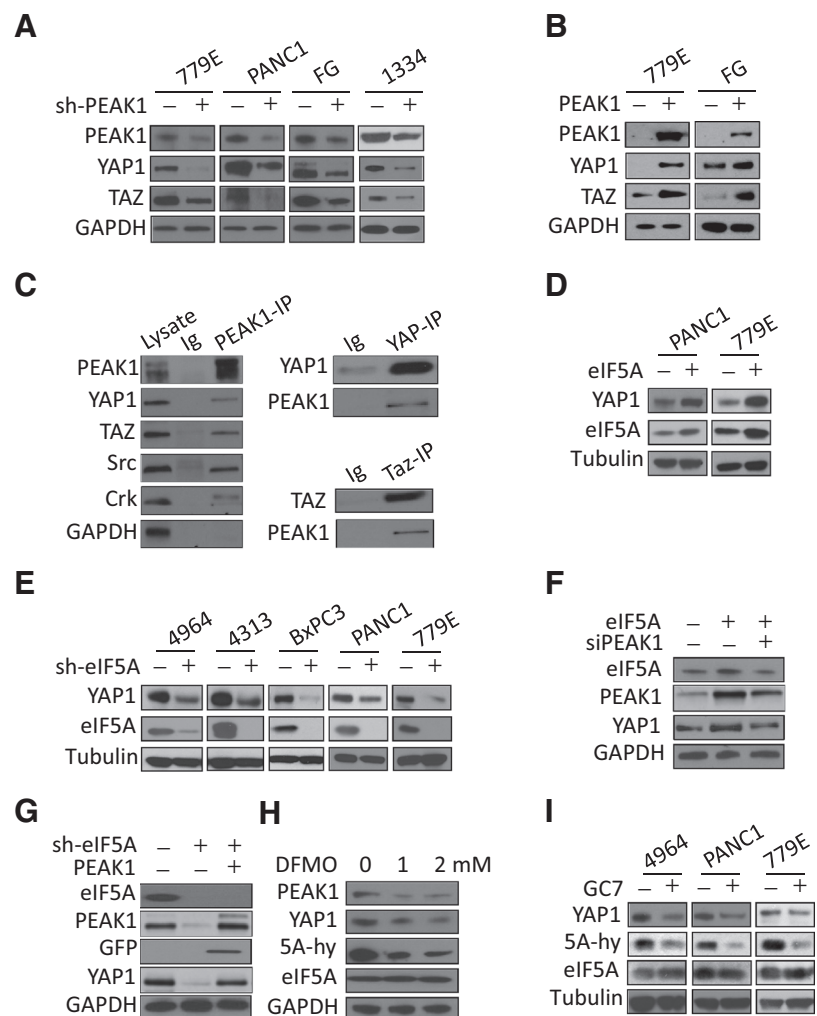 A
779E PANC1 FG 1334
sh-PEAK1 – + – + – + – +
PEAK1
YAP1
TAZ
GAPDH
B
779E FG
PEAK1 – + – +
PEAK1
YAP1
TAZ
GAPDH
C
Lysate Ig PEAK1-IP
PEAK1
YAP1
TAZ
Src
Crk
GAPDH
Ig YAP-IP
YAP1
PEAK1
Ig Taz-IP
TAZ
PEAK1
D
PANC1 779E
eIF5A – + – +
YAP1
eIF5A
Tubulin
E
4964 4313 BxPC3 PANC1 779E
sh-eIF5A – + – + – + – + – +
YAP1
eIF5A
Tubulin
F
eIF5A – + +
siPEAK1 – – +
eIF5A
PEAK1
YAP1
GAPDH
G
sh-eIF5A – + +
PEAK1 – – +
eIF5A
PEAK1
GFP
YAP1
GAPDH
H
DFMO 0 1 2 mM
PEAK1
YAP1
5A-hy
eIF5A
GAPDH
I
4964 PANC1 779E
GC7 – + – + – +
YAP1
5A-hy
eIF5A
Tubulin